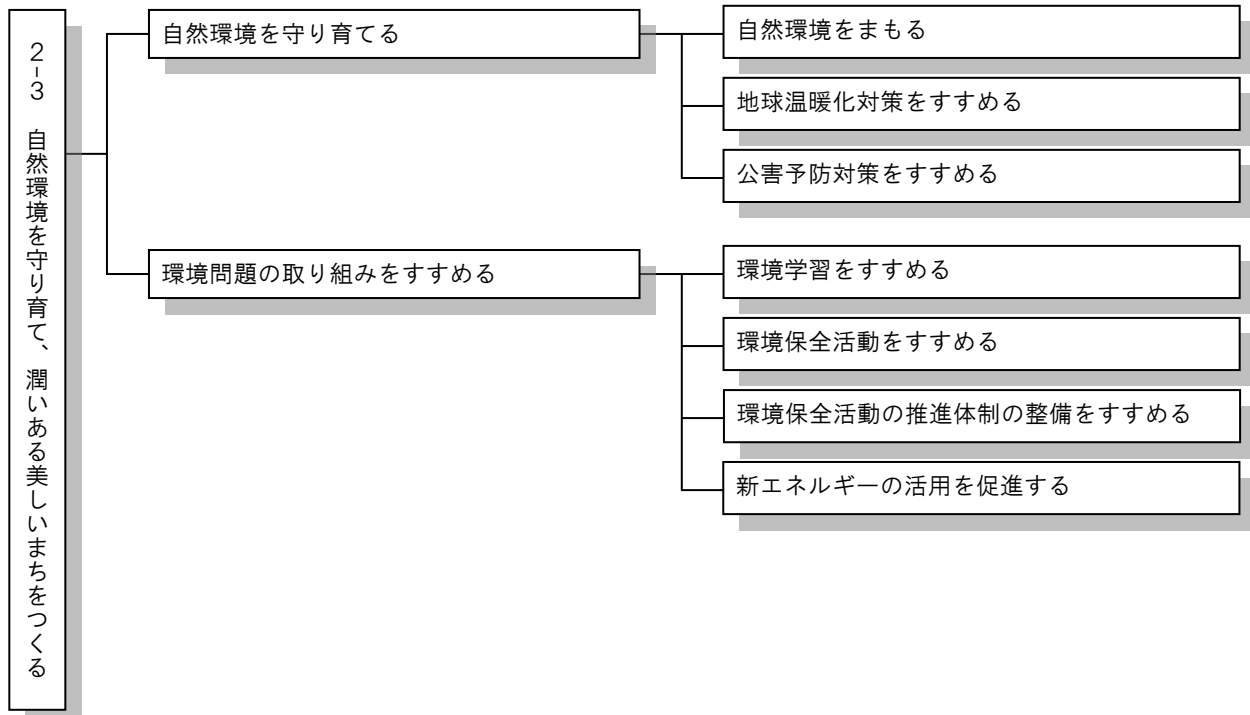 2-3 自然環境を守り育て、潤いある美しいまちをつくる
自然環境を守り育てる
自然環境をまもる
地球温暖化対策をすすめる
公害予防対策をすすめる
環境問題の取り組みをすすめる
環境学習をすすめる
環境保全活動をすすめる
環境保全活動の推進体制の整備をすすめる
新エネルギーの活用を促進する